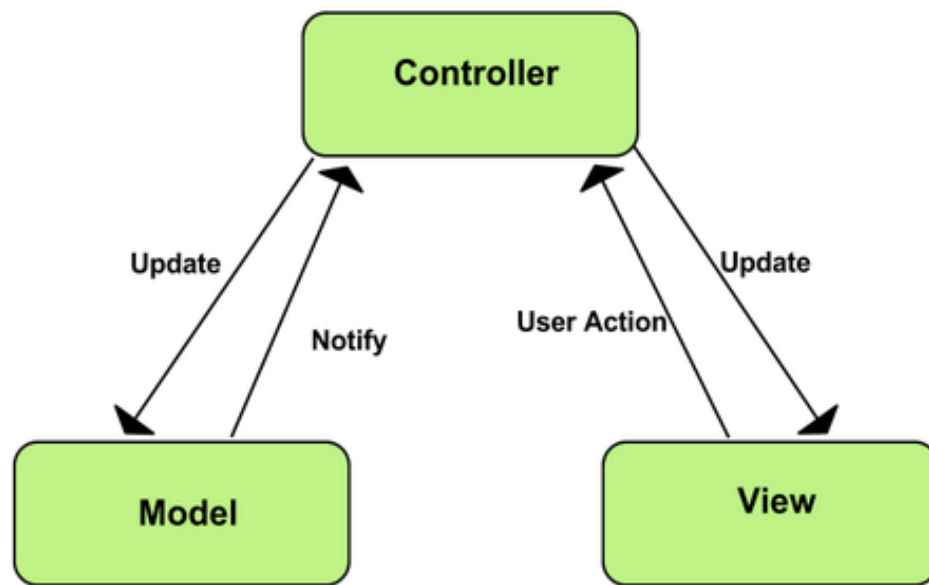 Controller
Update
Update
User Action
Notify
Model
View